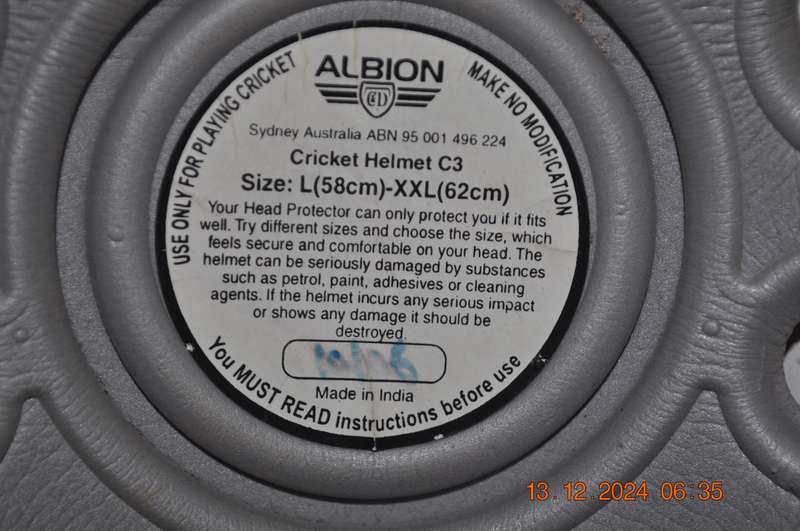 ALBION
CD
USE ONLY FOR PLAYING CRICKET
MAKE NO MODIFICATION
Sydney Australia ABN 95 001 496 224
Cricket Helmet C3
Size: L(58cm)-XXL(62cm)
Your Head Protector can only protect you if it fits
well. Try different sizes and choose the size, which
feels secure and comfortable on your head. The
helmet can be seriously damaged by substances
such as petrol, paint, adhesives or cleaning
agents. If the helmet incurs any serious impact
or shows any damage it should be
destroyed.
Made in India
You MUST READ instructions before use
13.12.2024 06:35